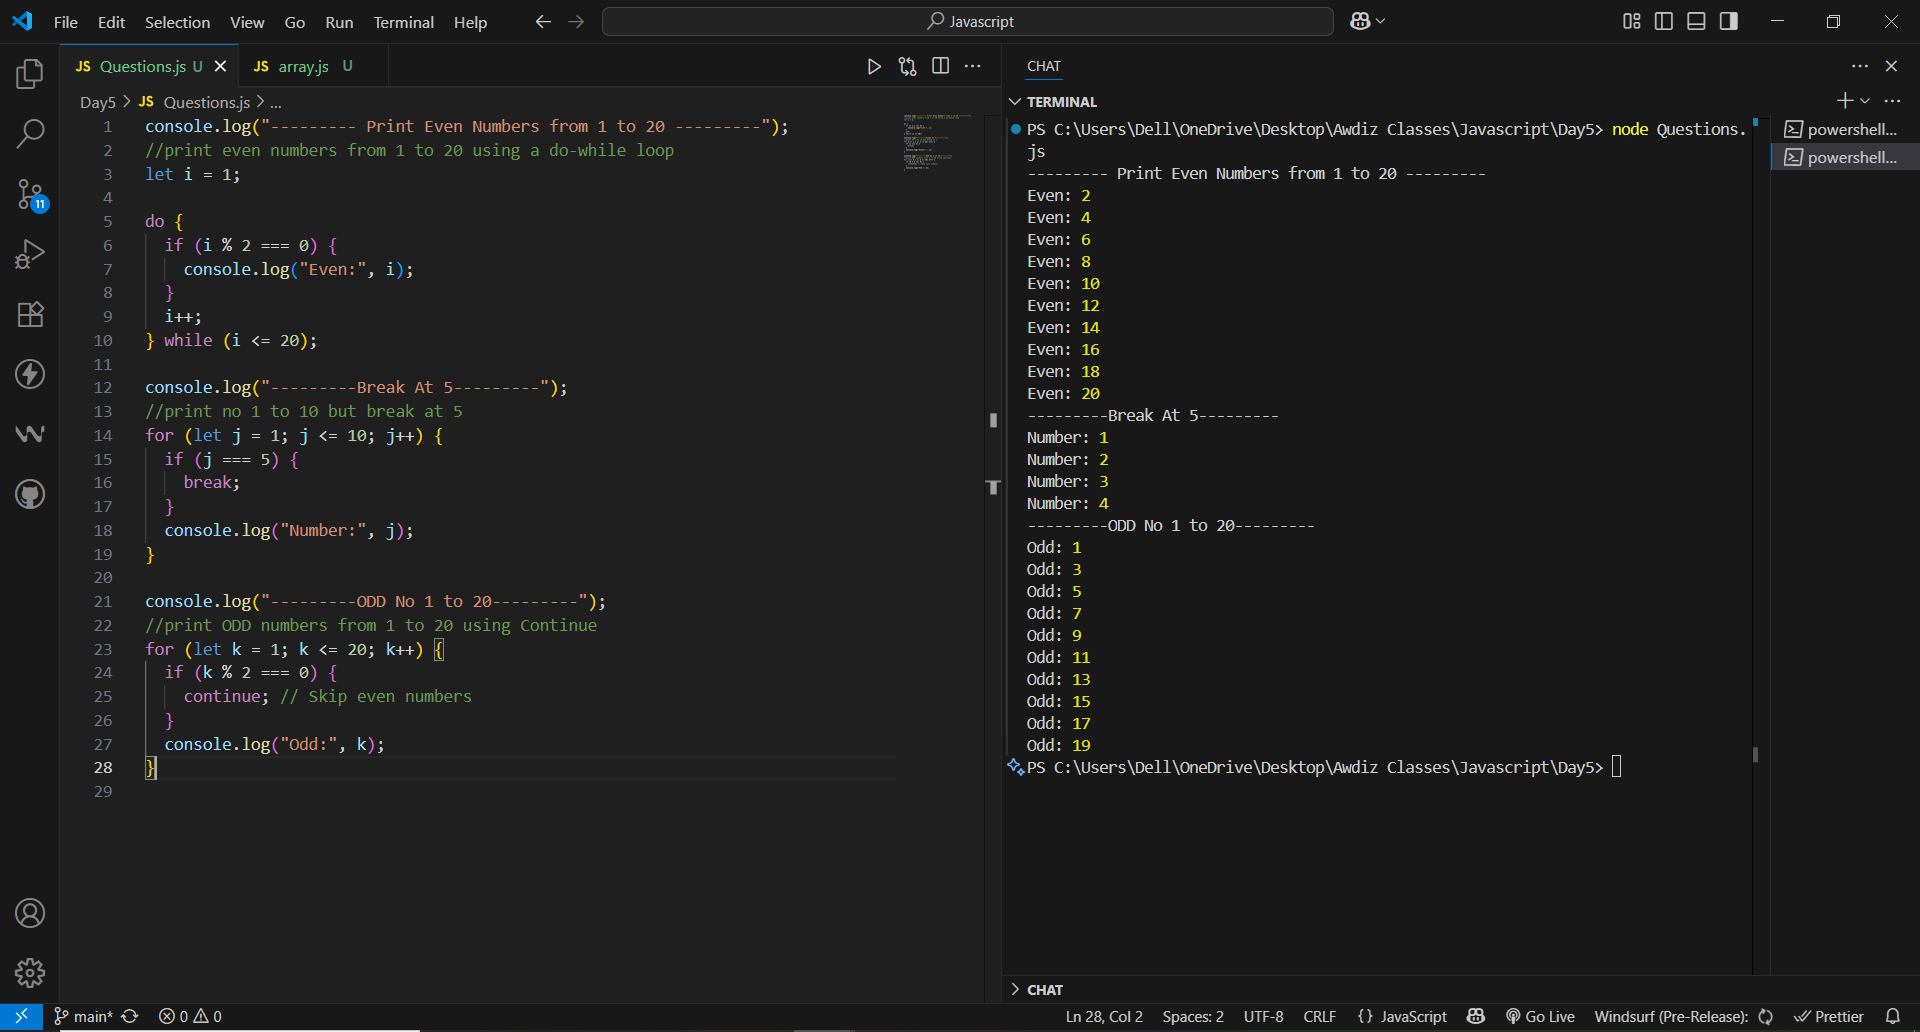 File Edit Selection View Go Run Terminal Help
Javascript
JS Questions.js U
JS array.js U
Day5 > JS Questions.js > ...
1 console.log("--------- Print Even Numbers from 1 to 20 ---------");
2 //print even numbers from 1 to 20 using a do-while loop
3 let i = 1;
4
5 do {
6 if (i % 2 === 0) {
7 console.log("Even:", i);
8 }
9 i++;
10 } while (i <= 20);
11
12 console.log("---------Break At 5---------");
13 //print no 1 to 10 but break at 5
14 for (let j = 1; j <= 10; j++) {
15 if (j === 5) {
16 break;
17 }
18 console.log("Number:", j);
19 }
20
21 console.log("---------ODD No 1 to 20---------");
22 //print ODD numbers from 1 to 20 using Continue
23 for (let k = 1; k <= 20; k++) {
24 if (k % 2 === 0) {
25 continue; // Skip even numbers
26 }
27 console.log("Odd:", k);
28 }
29
11
CHAT
TERMINAL
PS C:\Users\Dell\OneDrive\Desktop\Awdiz Classes\Javascript\Day5> node Questions.
js
--------- Print Even Numbers from 1 to 20 ---------
Even: 2
Even: 4
Even: 6
Even: 8
Even: 10
Even: 12
Even: 14
Even: 16
Even: 18
Even: 20
---------Break At 5---------
Number: 1
Number: 2
Number: 3
Number: 4
---------ODD No 1 to 20---------
Odd: 1
Odd: 3
Odd: 5
Odd: 7
Odd: 9
Odd: 11
Odd: 13
Odd: 15
Odd: 17
Odd: 19
PS C:\Users\Dell\OneDrive\Desktop\Awdiz Classes\Javascript\Day5>
powershell...
powershell...
CHAT
main* 0 0
Ln 28, Col 2 Spaces: 2 UTF-8 CRLF {} JavaScript Go Live Windsurf (Pre-Release): Prettier